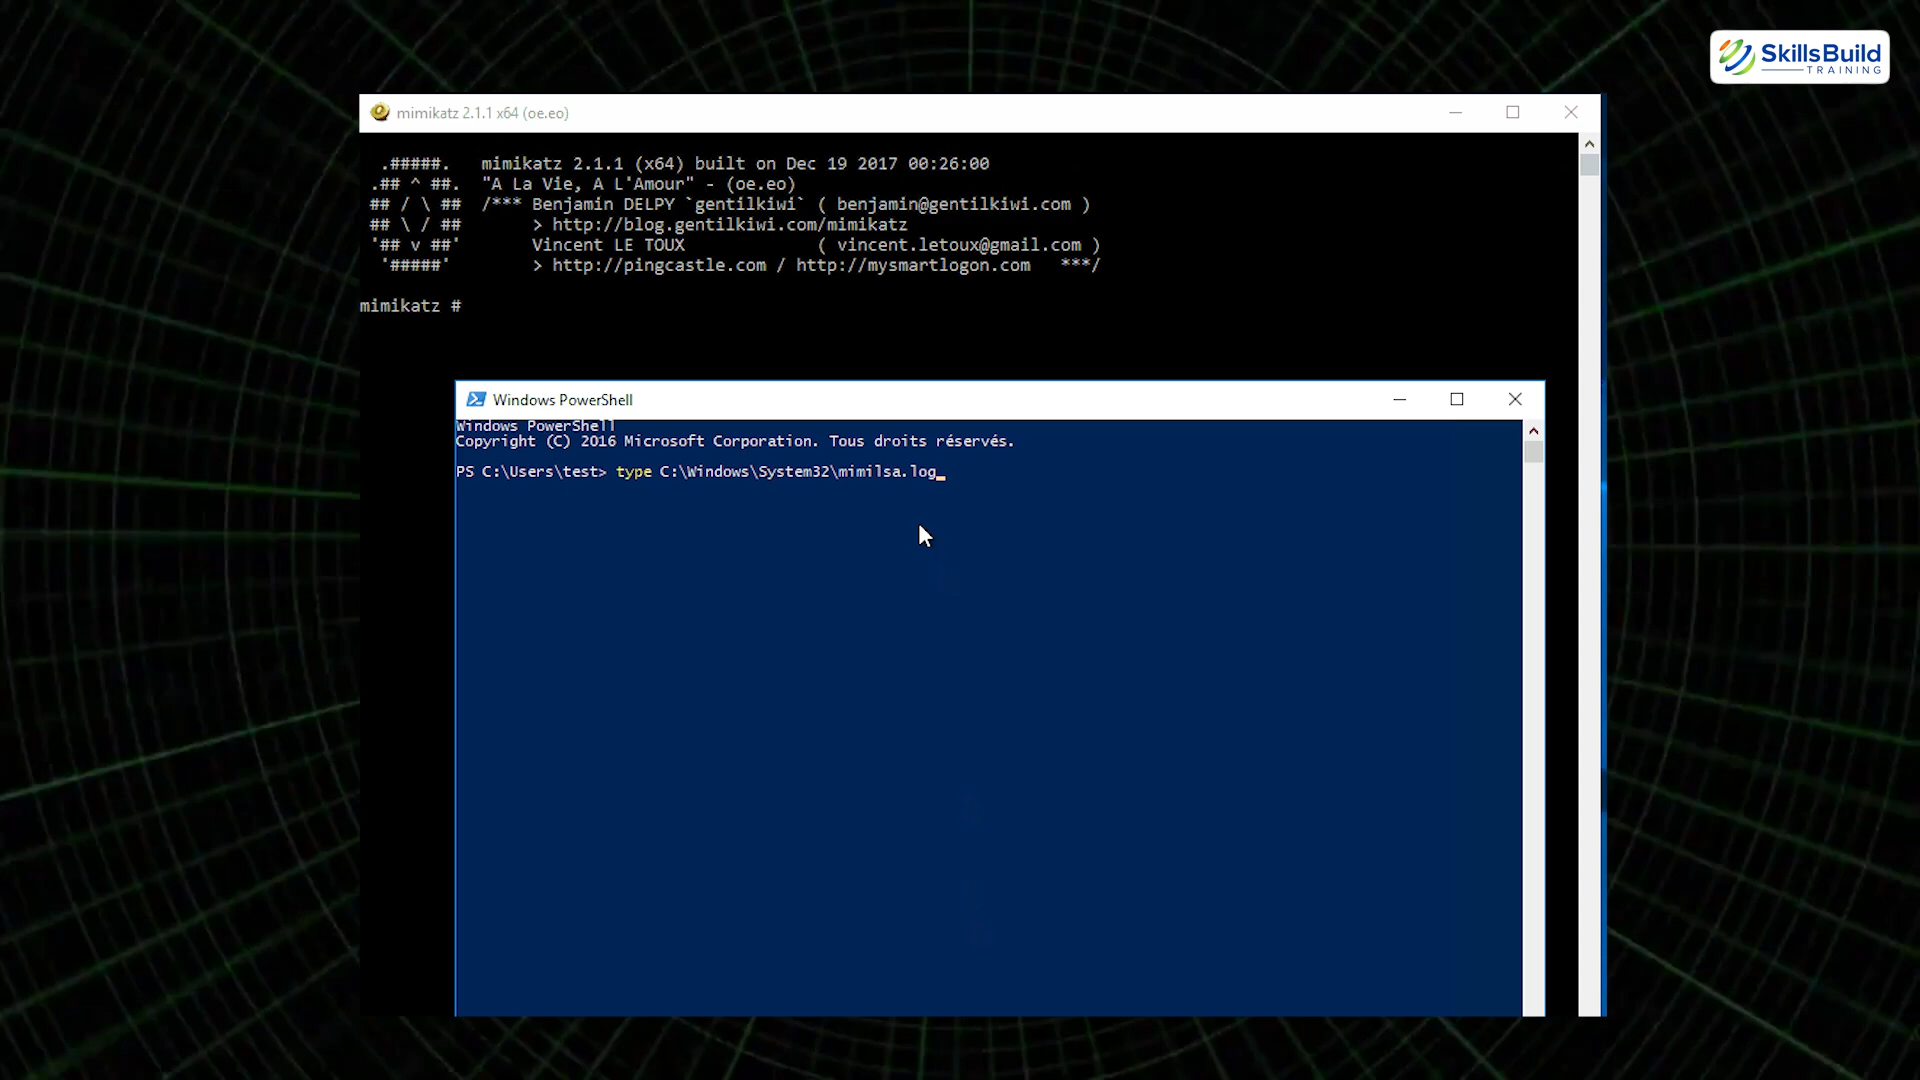 SkillsBuild
TRAINING
mimikatz 2.1.1 x64 (oe.eo)
.#####.   mimikatz 2.1.1 (x64) built on Dec 19 2017 00:26:00
.## ^ ##.  "A La Vie, A L'Amour" - (oe.eo)
## / \ ##  /*** Benjamin DELPY `gentilkiwi` ( benjamin@gentilkiwi.com )
## \ / ##       > http://blog.gentilkiwi.com/mimikatz
'## v ##'       Vincent LE TOUX             ( vincent.letoux@gmail.com )
'#####'        > http://pingcastle.com / http://mysmartlogon.com   ***/
mimikatz #
Windows PowerShell
Windows PowerShell
Copyright (C) 2016 Microsoft Corporation. Tous droits réservés.
PS C:\Users\test> type C:\Windows\System32\mimilsa.log_